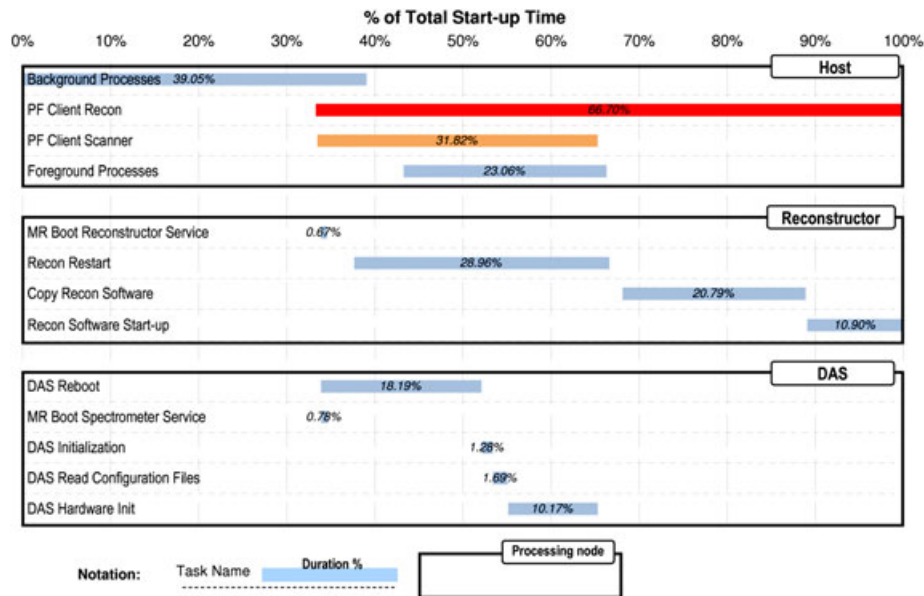 % of Total Start-up Time
0% 10% 20% 30% 40% 50% 60% 70% 80% 90% 100%
Host
Background Processes 39.05%
PF Client Recon 66.70%
PF Client Scanner 31.82%
Foreground Processes 23.06%
Reconstructor
MR Boot Reconstructor Service 0.67%
Recon Restart 28.96%
Copy Recon Software 20.79%
Recon Software Start-up 10.90%
DAS
DAS Reboot 18.19%
MR Boot Spectrometer Service 0.78%
DAS Initialization 1.28%
DAS Read Configuration Files 1.69%
DAS Hardware Init 10.17%
Notation: Task Name Duration % Processing node